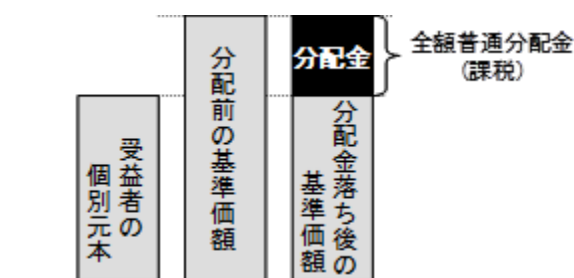 受益者の
個別元本
分配前の基準価額
分配金
分配金落ち後の
基準価額
全額普通分配金
(課税)